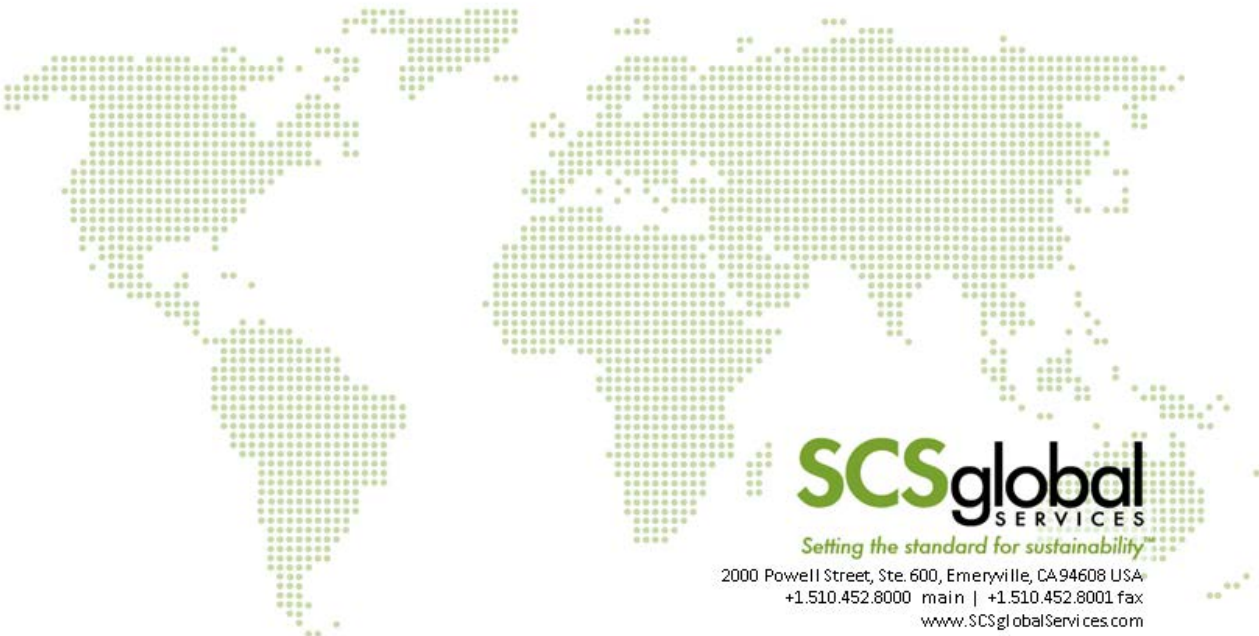 SCSglobal
SERVICES
Setting the standard for sustainability™
2000 Powell Street, Ste. 600, Emeryville, CA 94608 USA
+1.510.452.8000 main | +1.510.452.8001 fax
www.SCSglobalServices.com